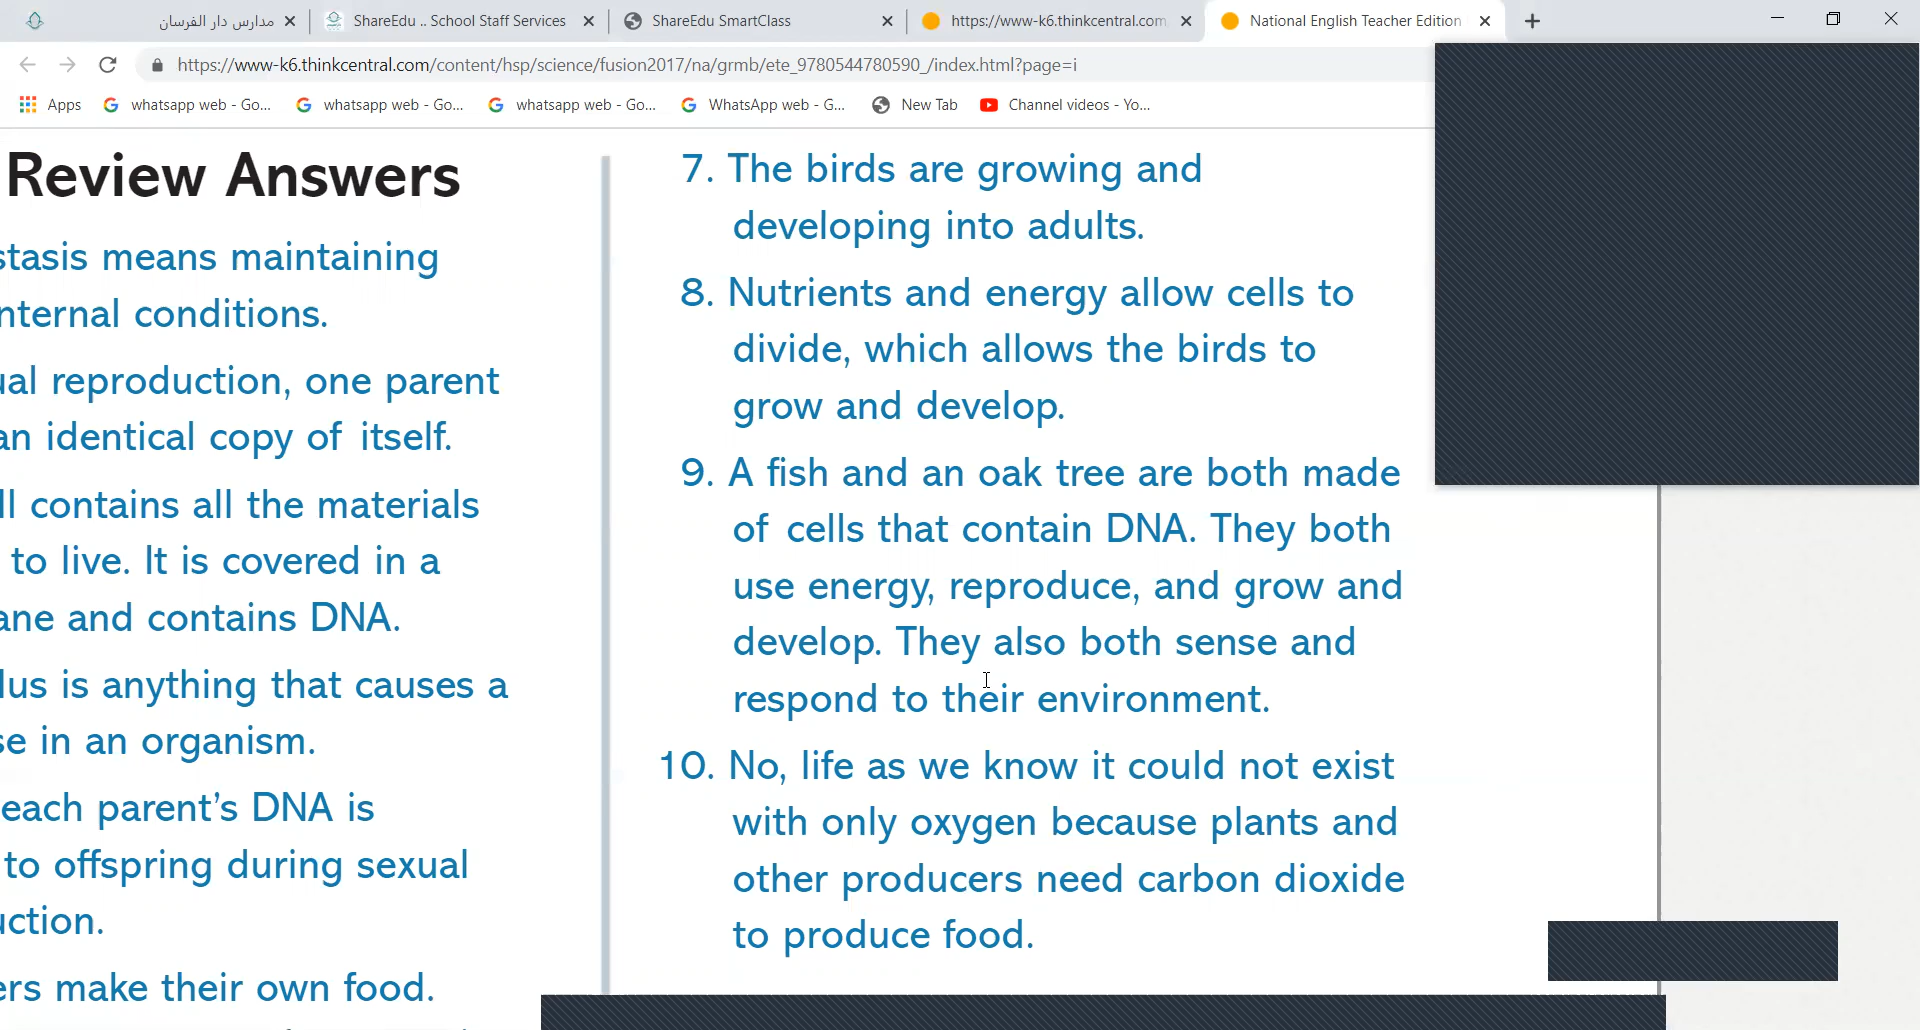 مدارس دار الفرسان
ShareEdu .. School Staff Services
ShareEdu SmartClass
https://www-k6.thinkcentral.com
National English Teacher Edition
https://www-k6.thinkcentral.com/content/hsp/science/fusion2017/na/grmb/ete_9780544780590_/index.html?page=i
Apps
whatsapp web - Go...
whatsapp web - Go...
whatsapp web - Go...
WhatsApp web - G...
New Tab
Channel videos - Yo...
Review Answers
stasis means maintaining
nternal conditions.
ual reproduction, one parent
an identical copy of itself.
ll contains all the materials
to live. It is covered in a
ane and contains DNA.
lus is anything that causes a
se in an organism.
each parent's DNA is
to offspring during sexual
uction.
ers make their own food.
7. The birds are growing and
developing into adults.
8. Nutrients and energy allow cells to
divide, which allows the birds to
grow and develop.
9. A fish and an oak tree are both made
of cells that contain DNA. They both
use energy, reproduce, and grow and
develop. They also both sense and
respond to their environment.
10. No, life as we know it could not exist
with only oxygen because plants and
other producers need carbon dioxide
to produce food.